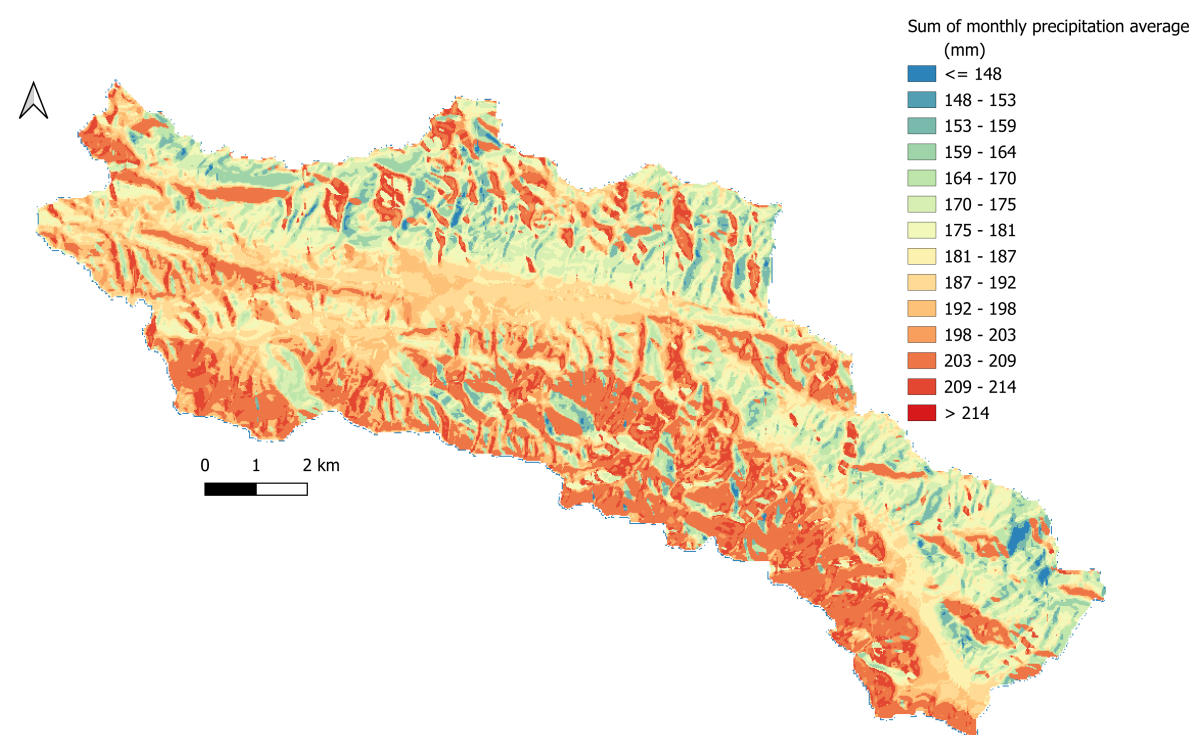 Sum of monthly precipitation average
(mm)
<= 148
148 - 153
153 - 159
159 - 164
164 - 170
170 - 175
175 - 181
181 - 187
187 - 192
192 - 198
198 - 203
203 - 209
209 - 214
> 214
0 1 2 km